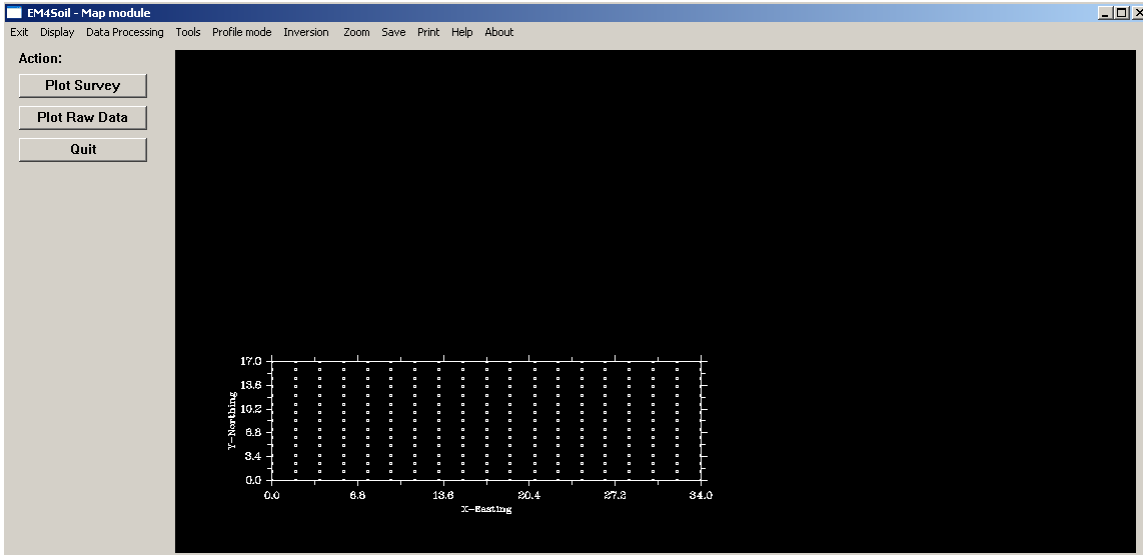 EM4Soil - Map module
Exit Display Data Processing Tools Profile mode Inversion Zoom Save Print Help About
Action:
Plot Survey
Plot Raw Data
Quit
17.0
13.6
10.2
6.8
3.4
0.0
Y-Northing
0.0 6.8 13.6 20.4 27.2 34.0
X-Easting